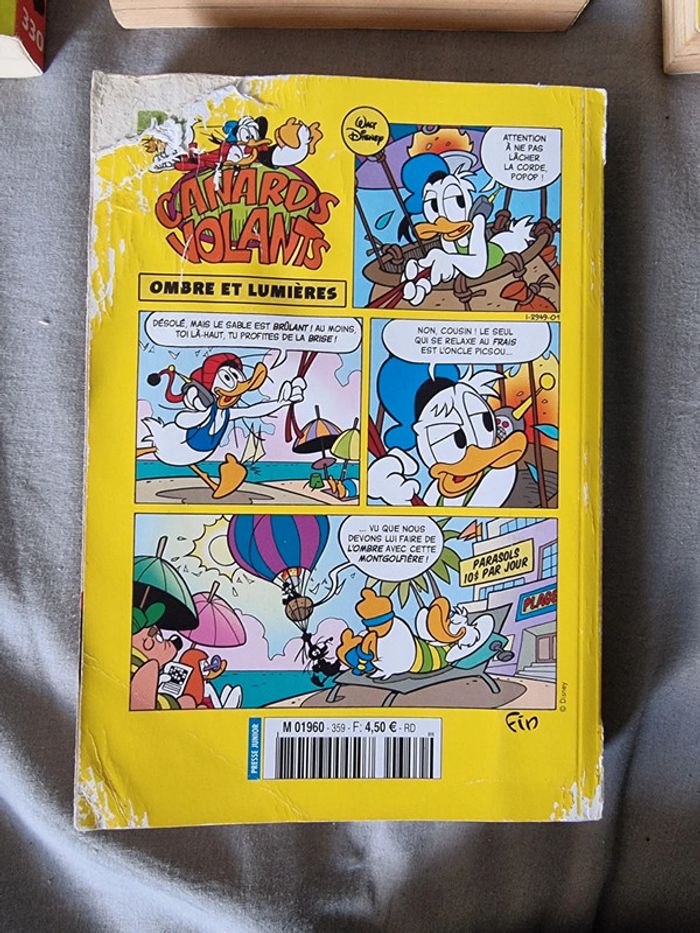 330
Walt
Disney
CANARDS
VOLANTS
OMBRE ET LUMIÈRES
ATTENTION
À NE PAS
LÂCHER
LA CORDE,
POPOP !
I-2949-01
DÉSOLÉ, MAIS LE SABLE EST BRÛLANT ! AU MOINS,
TOI LÀ-HAUT, TU PROFITES DE LA BRISE !
NON, COUSIN ! LE SEUL
QUI SE RELAXE AU FRAIS
EST L'ONCLE PICSOU...
... VU QUE NOUS
DEVONS LUI FAIRE DE
L'OMBRE AVEC CETTE
MONTGOLFIÈRE !
PARASOLS
10$ PAR JOUR
PLAGE
© Disney
Fin
PRESSE JUNIOR
M 01960 - 359 - F: 4,50 € - RD